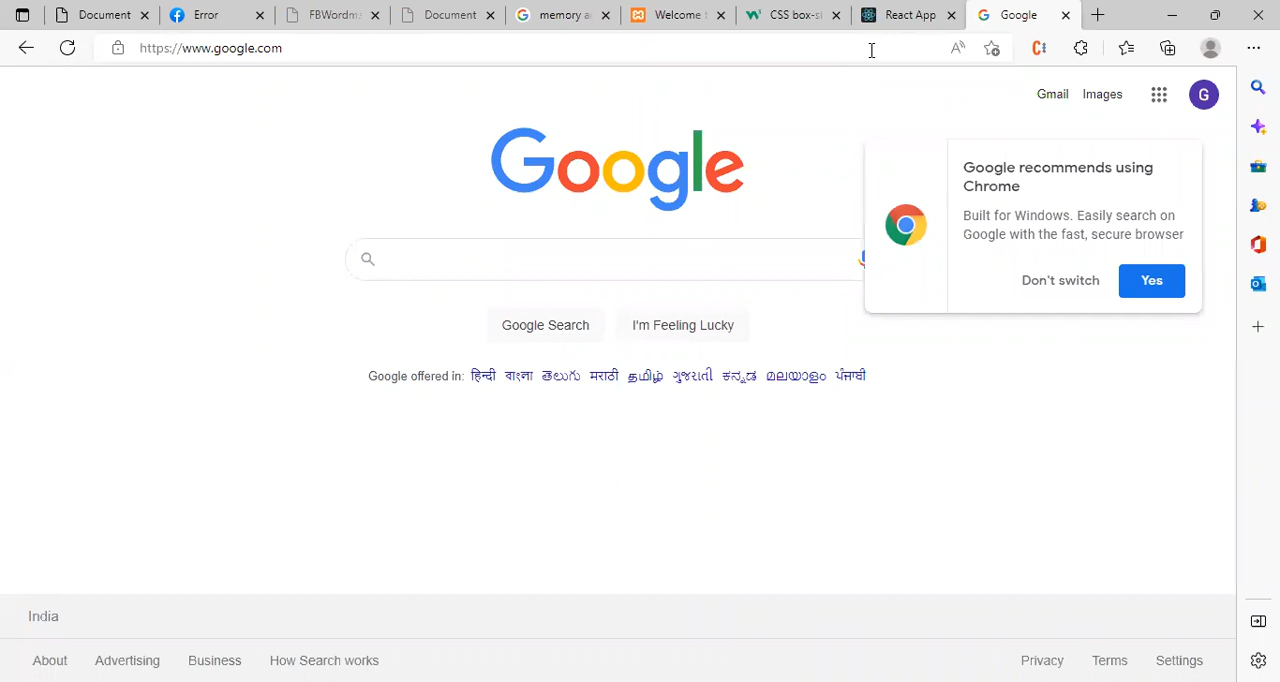 Document
Error
FBWordma
Document
memory a
Welcome t
CSS box-si
React App
Google
https://www.google.com
Gmail
Images
G
Google
Google recommends using
Chrome
Built for Windows. Easily search on
Google with the fast, secure browser
Don't switch
Yes
Google Search
I'm Feeling Lucky
Google offered in: हिन्दी বাংলা తెలుగు मराठी தமிழ் ગુજરાતી ಕನ್ನಡ മലയാളം ਪੰਜਾਬੀ
India
About
Advertising
Business
How Search works
Privacy
Terms
Settings